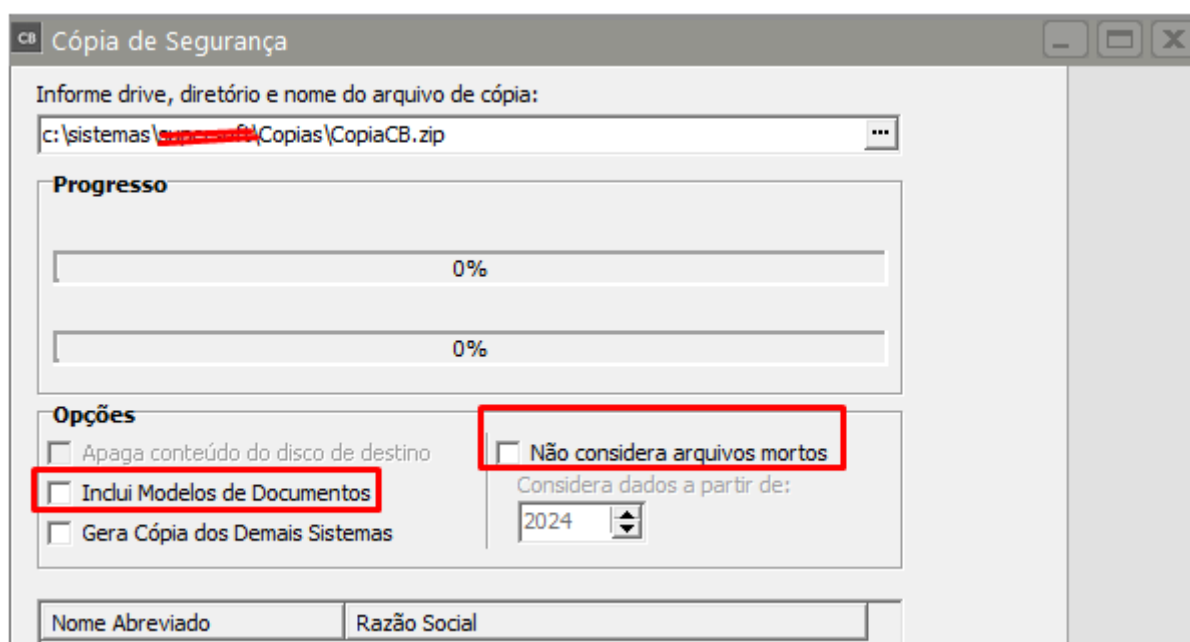 CB Cópia de Segurança
Informe drive, diretório e nome do arquivo de cópia:
c:\sistemas\ \Copias\CopiaCB.zip ...
Progresso
0%
0%
Opções
Apaga conteúdo do disco de destino
Não considera arquivos mortos
Inclui Modelos de Documentos
Considera dados a partir de:
Gera Cópia dos Demais Sistemas
2024
Nome Abreviado Razão Social